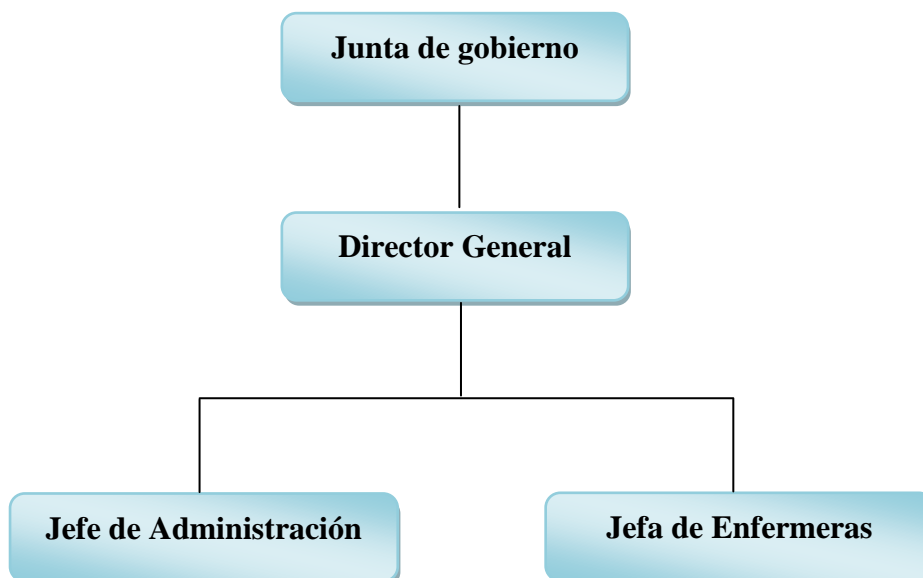 Junta de gobierno
Director General
Jefe de Administración
Jefa de Enfermeras